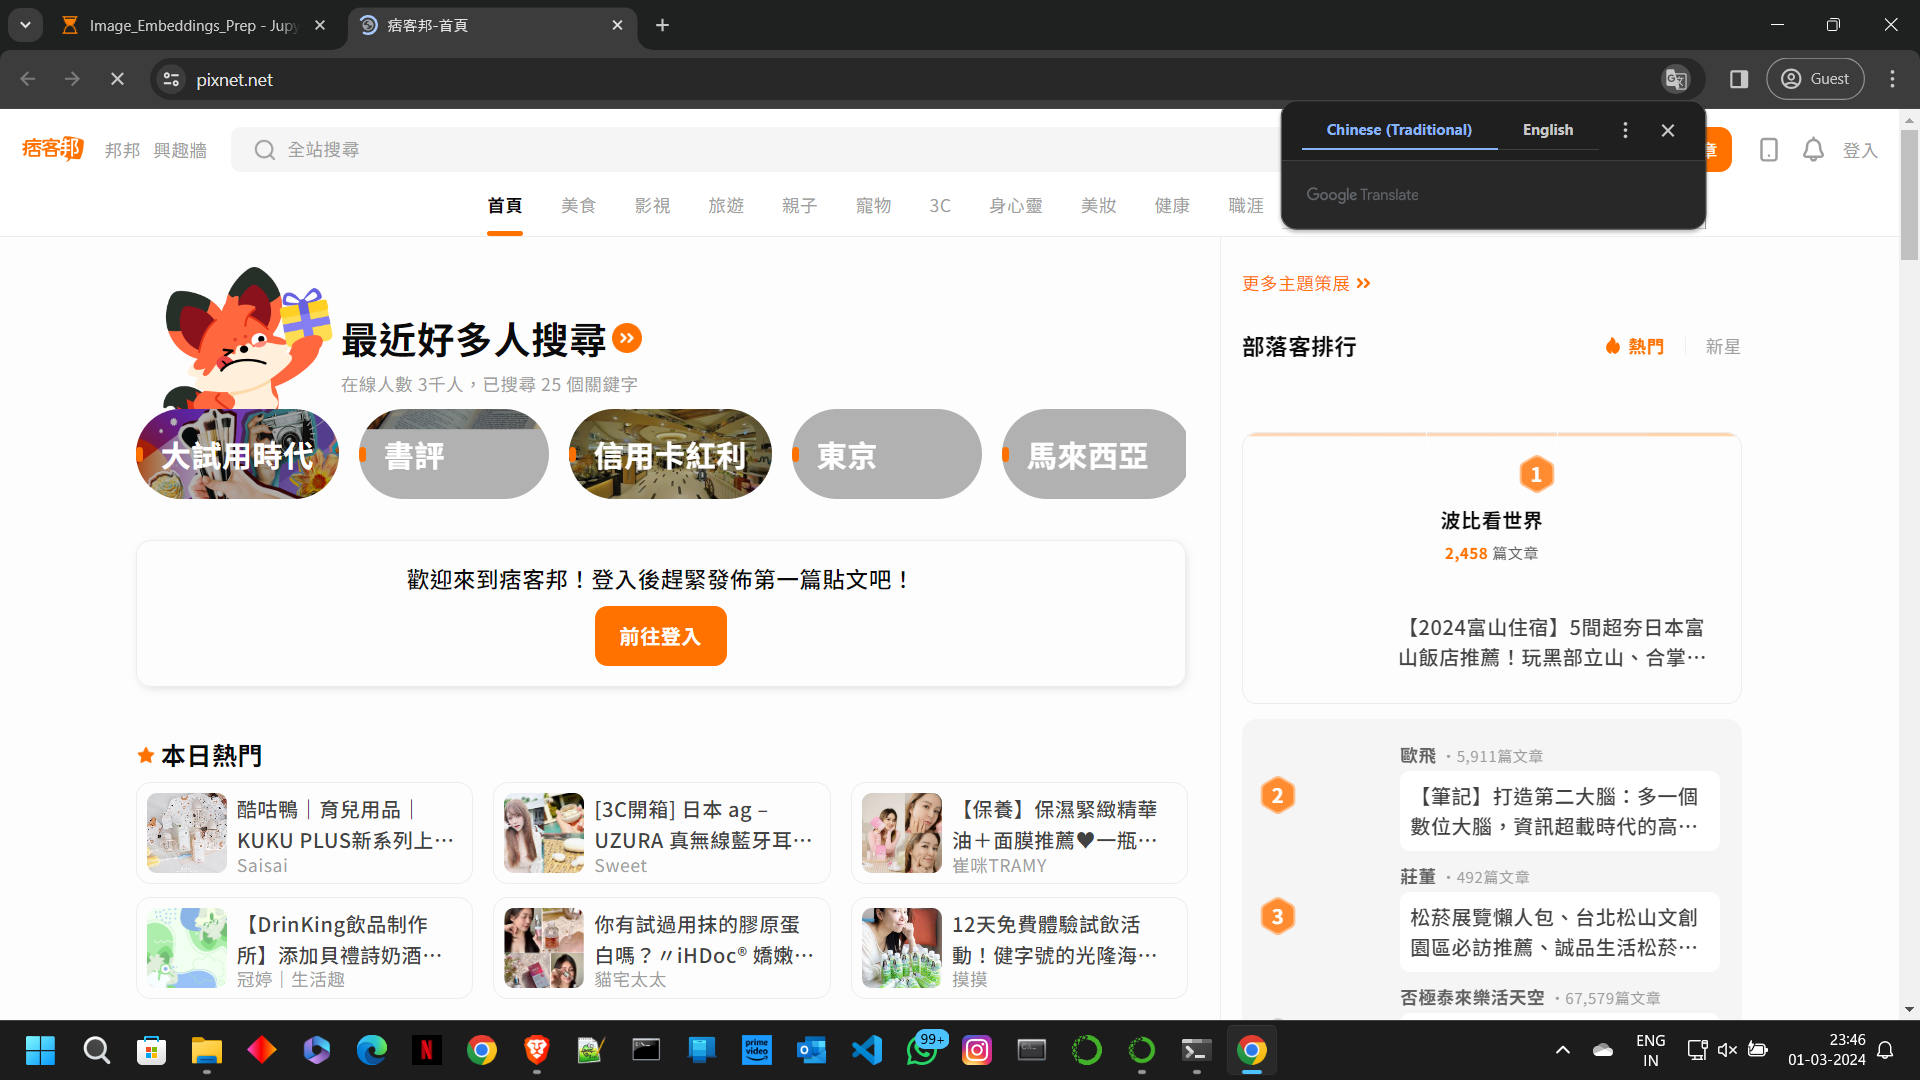 Image_Embeddings_Prep - Jupy
痞客邦-首頁
pixnet.net
Guest
Chinese (Traditional)
English
Google Translate
痞客邦
邦邦
興趣牆
全站搜尋
章
登入
首頁
美食
影視
旅遊
親子
寵物
3C
身心靈
美妝
健康
職涯
最近好多人搜尋
在線人數 3千人，已搜尋 25 個關鍵字
大試用時代
書評
信用卡紅利
東京
馬來西亞
歡迎來到痞客邦！登入後趕緊發佈第一篇貼文吧！
前往登入
本日熱門
酷咕鴨｜育兒用品｜
KUKU PLUS新系列上…
Saisai
[3C開箱] 日本 ag –
UZURA 真無線藍牙耳…
Sweet
【保養】保濕緊緻精華
油＋面膜推薦♥一瓶…
崔咪TRAMY
【DrinKing飲品制作
所】添加貝禮詩奶酒…
冠婷｜生活趣
你有試過用抹的膠原蛋
白嗎？〃iHDoc® 嬌嫩…
貓宅太太
12天免費體驗試飲活
動！健字號的光隆海…
摸摸
更多主題策展
部落客排行
熱門
新星
1
波比看世界
2,458 篇文章
【2024富山住宿】5間超夯日本富
山飯店推薦！玩黑部立山、合掌…
2
歐飛 • 5,911篇文章
【筆記】打造第二大腦：多一個
數位大腦，資訊超載時代的高…
3
莊董 • 492篇文章
松菸展覽懶人包、台北松山文創
園區必訪推薦、誠品生活松菸…
否極泰來樂活天空 • 67,579篇文章
prime
video
99+
ENG
IN
23:46
01-03-2024